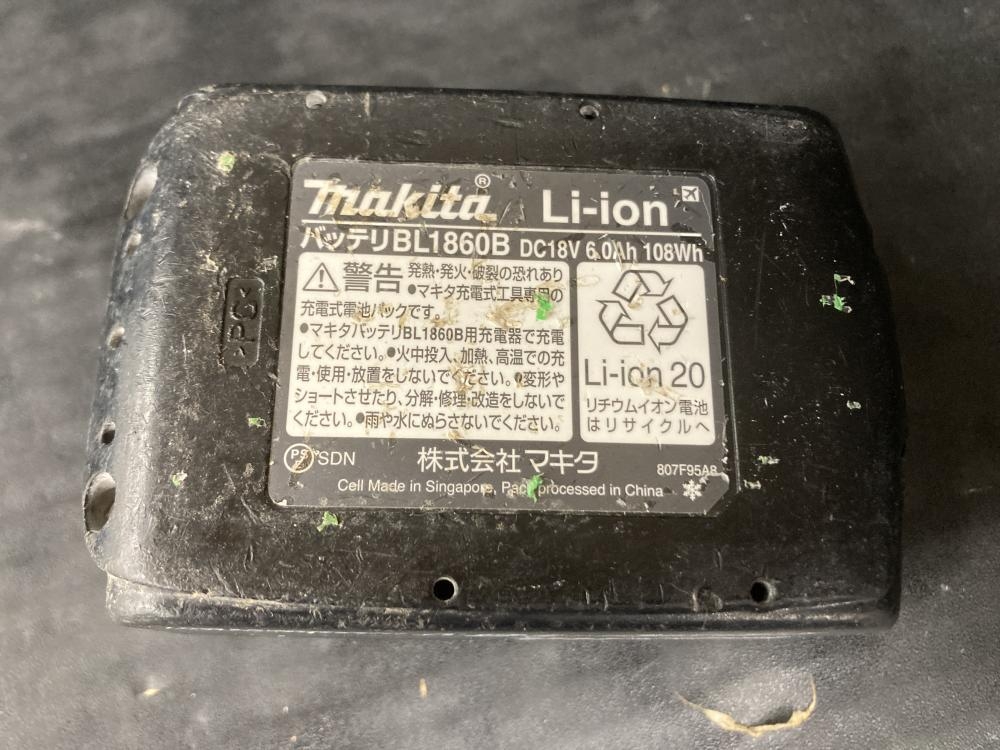 makita® Li-ion
バッテリBL1860B DC18V 6.0Ah 108Wh
警告 発熱・発火・破裂の恐れあり
●マキタ充電式工具専用の
充電式電池パックです。
●マキタバッテリBL1860B用充電器で充電
してください。●火中投入、加熱、高温での充
電・使用・放置をしないでください。●変形や
ショートさせたり、分解・修理・改造をしないで
ください。●雨や水にぬらさないでください。
Li-ion 20
リチウムイオン電池
はリサイクルへ
PS E SDN 株式会社マキタ 807F95A8
Cell Made in Singapore, Pack processed in China
>PC<